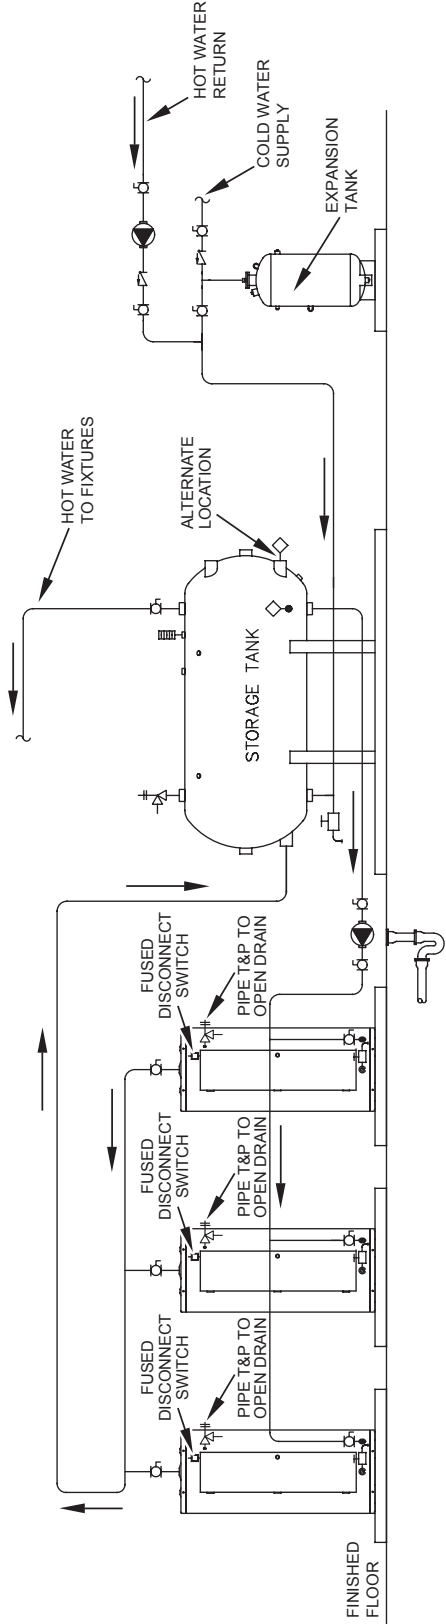 FUSED
DISCONNECT
SWITCH
PIPE T&P TO
OPEN DRAIN
FUSED
DISCONNECT
SWITCH
PIPE T&P TO
OPEN DRAIN
FUSED
DISCONNECT
SWITCH
PIPE T&P TO
OPEN DRAIN
FINISHED
FLOOR
STORAGE TANK
HOT WATER
TO FIXTURES
ALTERNATE
LOCATION
HOT WATER
RETURN
COLD WATER
SUPPLY
EXPANSION
TANK